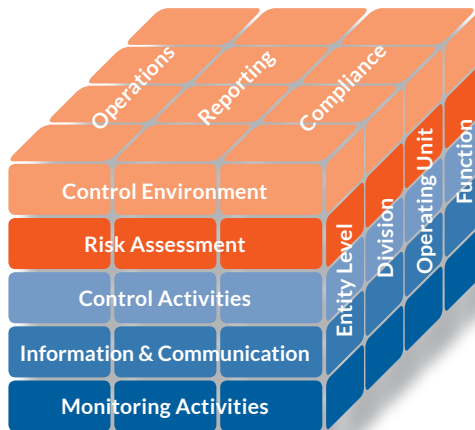 Operations
Reporting
Compliance
Control Environment
Risk Assessment
Control Activities
Information & Communication
Monitoring Activities
Entity Level
Division
Operating Unit
Function